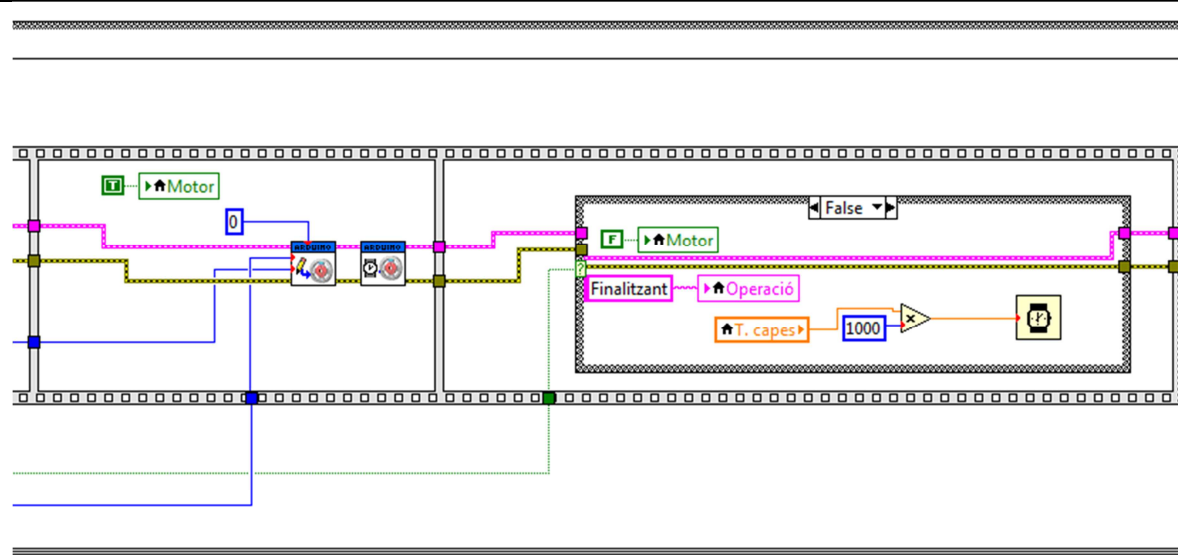 T
Motor
0
ARDUINO
ARDUINO
False
F
Motor
?
Finalitzant
Operació
T. capes
1000
x